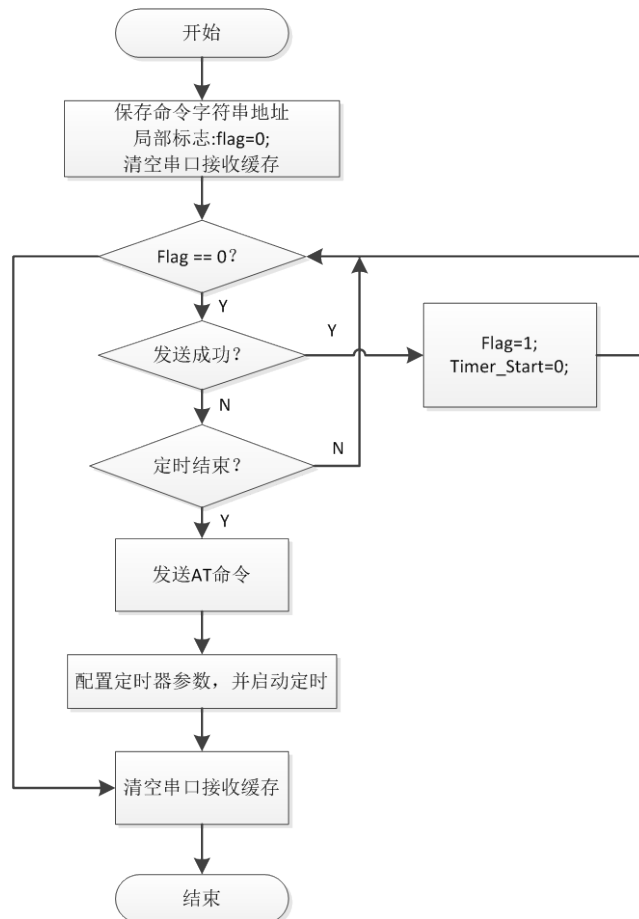 开始
保存命令字符串地址
局部标志:flag=0;
清空串口接收缓存
Flag == 0？
Y
Y
发送成功？
Flag=1;
Timer_Start=0;
N
N
定时结束？
Y
发送AT命令
配置定时器参数，并启动定时
清空串口接收缓存
结束